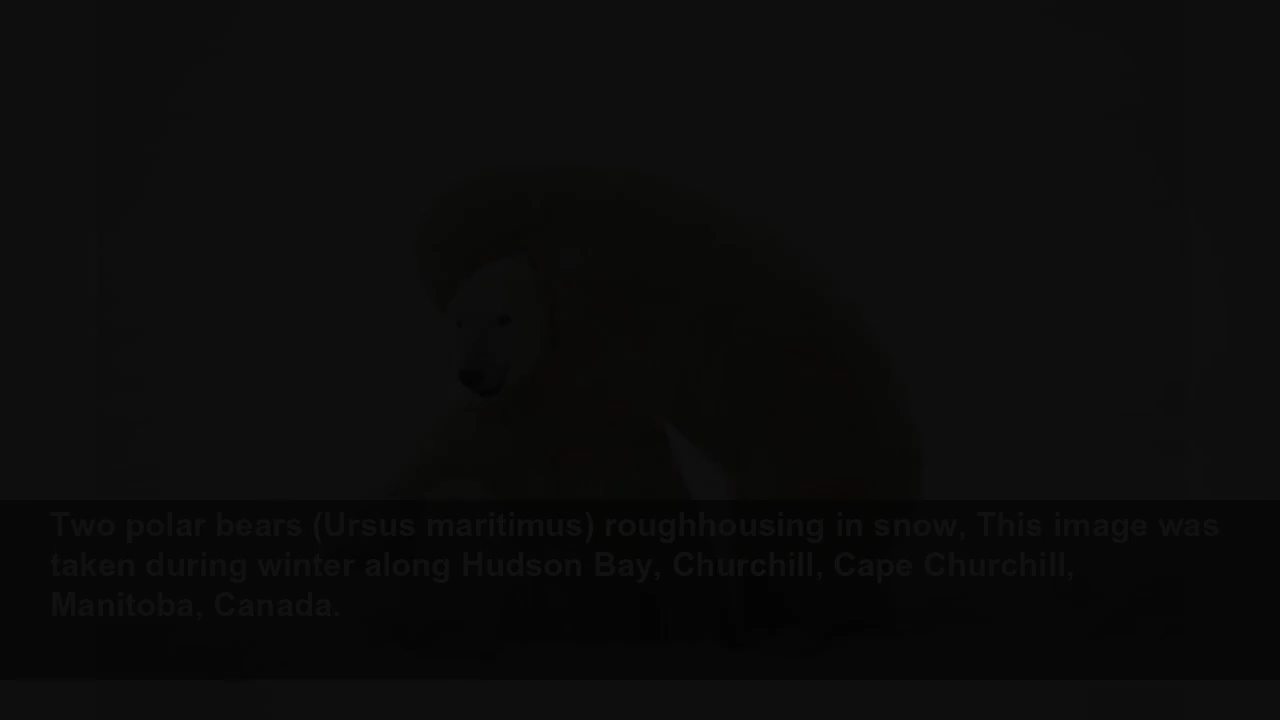 Two polar bears (Ursus maritimus) roughhousing in snow, This image was
taken during winter along Hudson Bay, Churchill, Cape Churchill,
Manitoba, Canada.